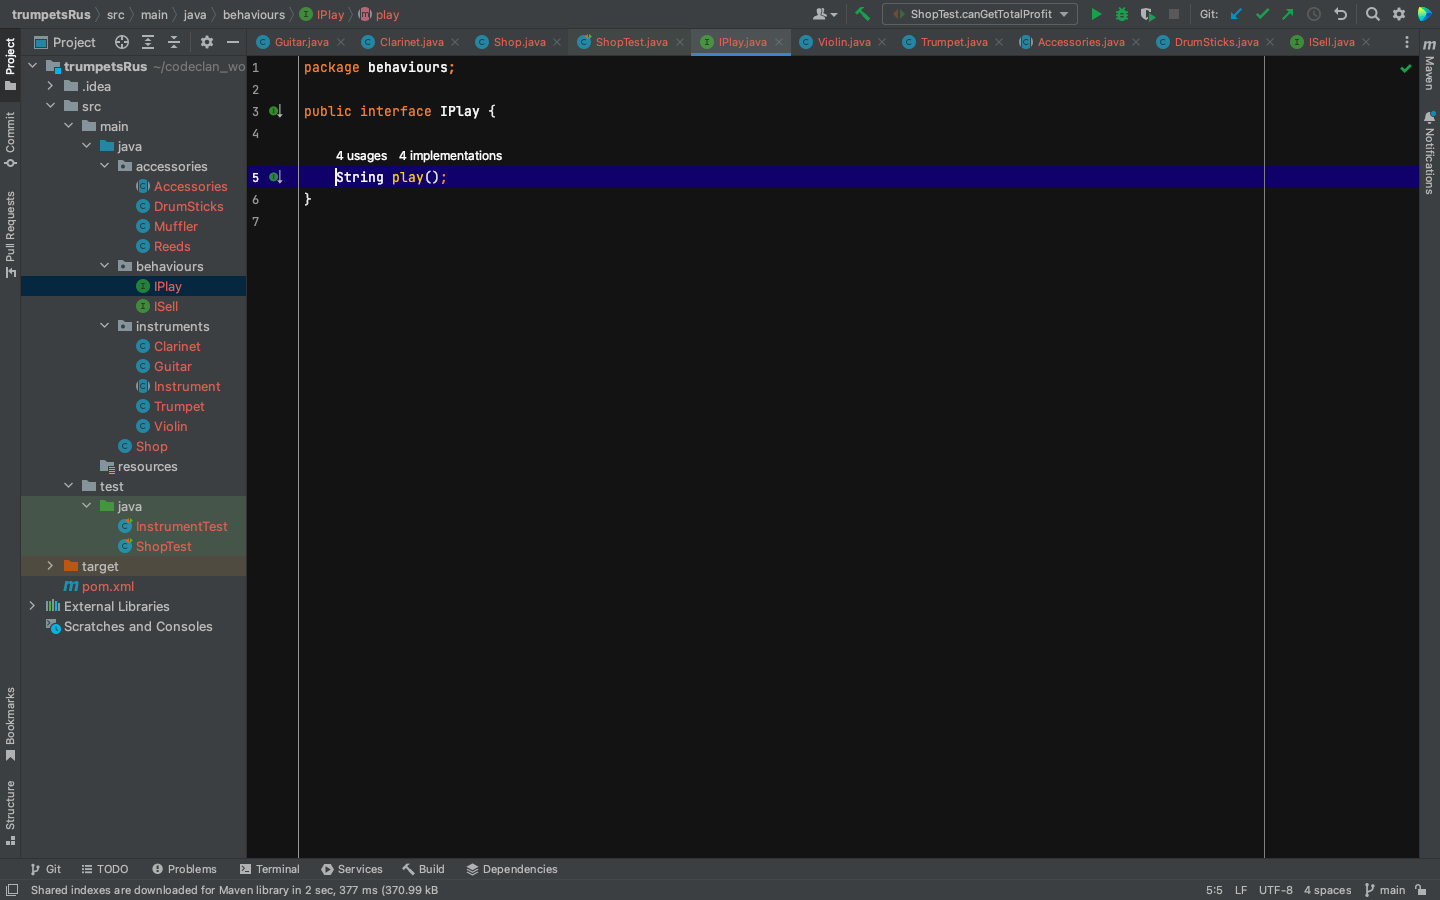 trumpetsRus src main java behaviours IPlay play
ShopTest.canGetTotalProfit Git:
Project
Guitar.java Clarinet.java Shop.java ShopTest.java IPlay.java Violin.java Trumpet.java Accessories.java DrumSticks.java ISell.java
Project
Commit
Pull Requests
Bookmarks
Structure
trumpetsRus ~/codeclan_wo
.idea
src
main
java
accessories
Accessories
DrumSticks
Muffler
Reeds
behaviours
IPlay
ISell
instruments
Clarinet
Guitar
Instrument
Trumpet
Violin
Shop
resources
test
java
InstrumentTest
ShopTest
target
pom.xml
External Libraries
Scratches and Consoles
1 package behaviours;
2
3 public interface IPlay {
4
4 usages 4 implementations
5 String play();
6 }
7
Maven
Notifications
Git TODO Problems Terminal Services Build Dependencies
Shared indexes are downloaded for Maven library in 2 sec, 377 ms (370.99 kB 5:5 LF UTF-8 4 spaces main